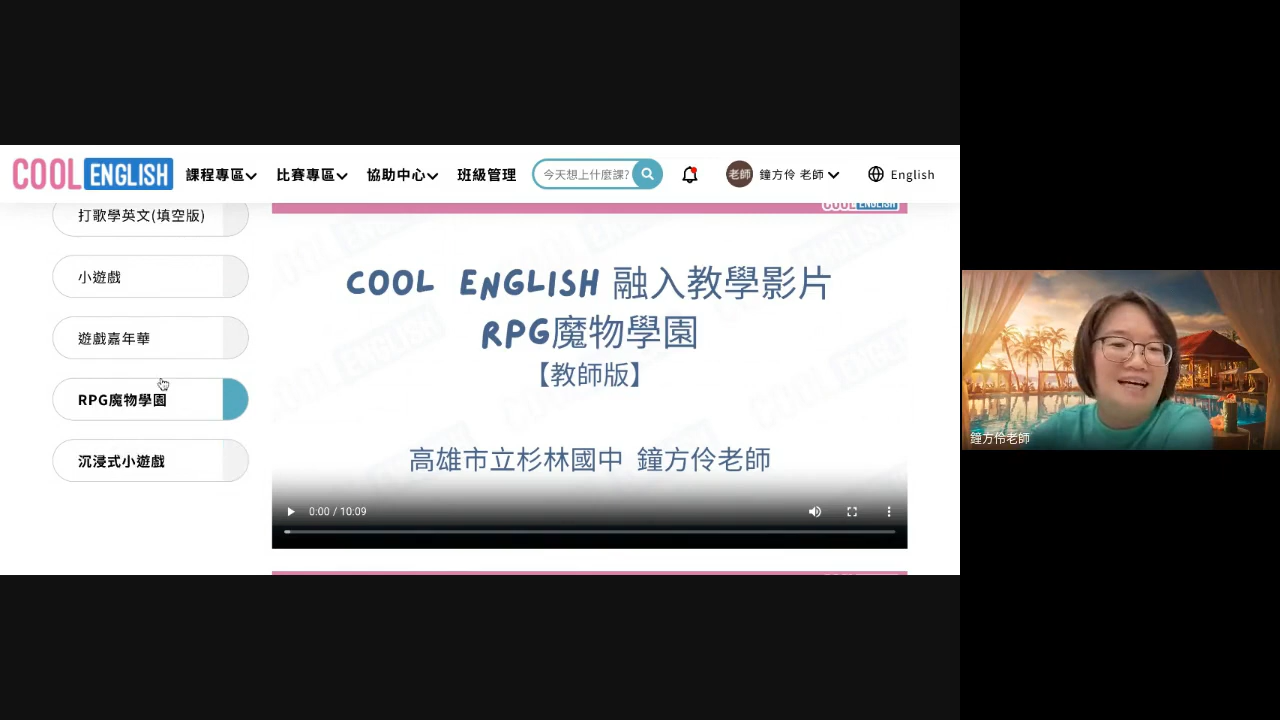 COOL ENGLISH 課程專區 比賽專區 協助中心 班級管理 今天想上什麼課? 老師 鐘方伶 老師 English
打歌學英文(填空版)
小遊戲
遊戲嘉年華
RPG魔物學園
沉浸式小遊戲
COOL ENGLISH
COOL ENGLISH 融入教學影片
RPG魔物學園
【教師版】
高雄市立杉林國中 鐘方伶老師
0:00 / 10:09
鐘方伶老師